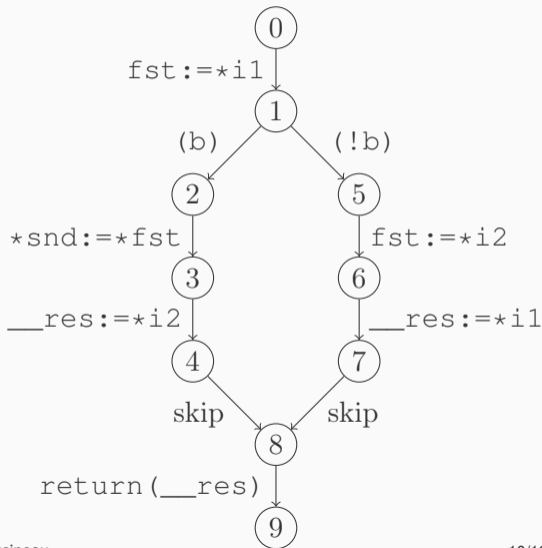 0
fst:=*i1
1
(b) (!b)
2 5
*snd:=*fst fst:=*i2
3 6
__res:=*i2 __res:=*i1
4 7
skip skip
8
return(__res)
9